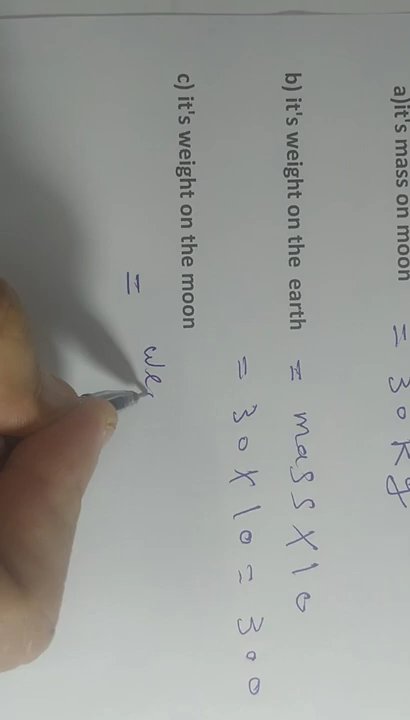 a)it's mass on moon = 30 kg
b) it's weight on the earth = mass X 10
= 30 X 10 = 300
c) it's weight on the moon
= we